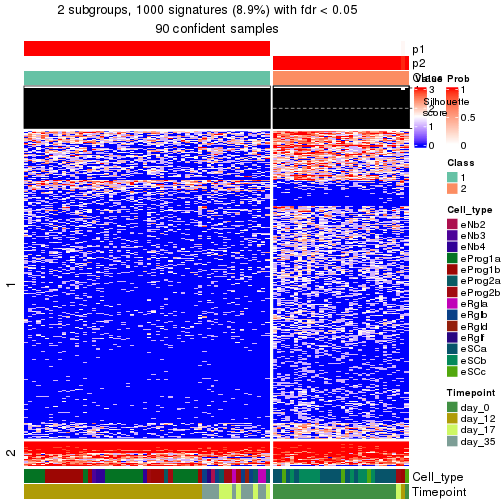 2 subgroups, 1000 signatures (8.9%) with fdr < 0.05
90 confident samples
p1
p2
Class
Silhouette
score
1
2
Cell_type
Timepoint
Value
3
2
1
0
Prob
1
0.5
0
Class
1
2
Cell_type
eNb2
eNb3
eNb4
eProg1a
eProg1b
eProg2a
eProg2b
eRgla
eRglb
eRgld
eRglf
eSCa
eSCb
eSCc
Timepoint
day_0
day_12
day_17
day_35